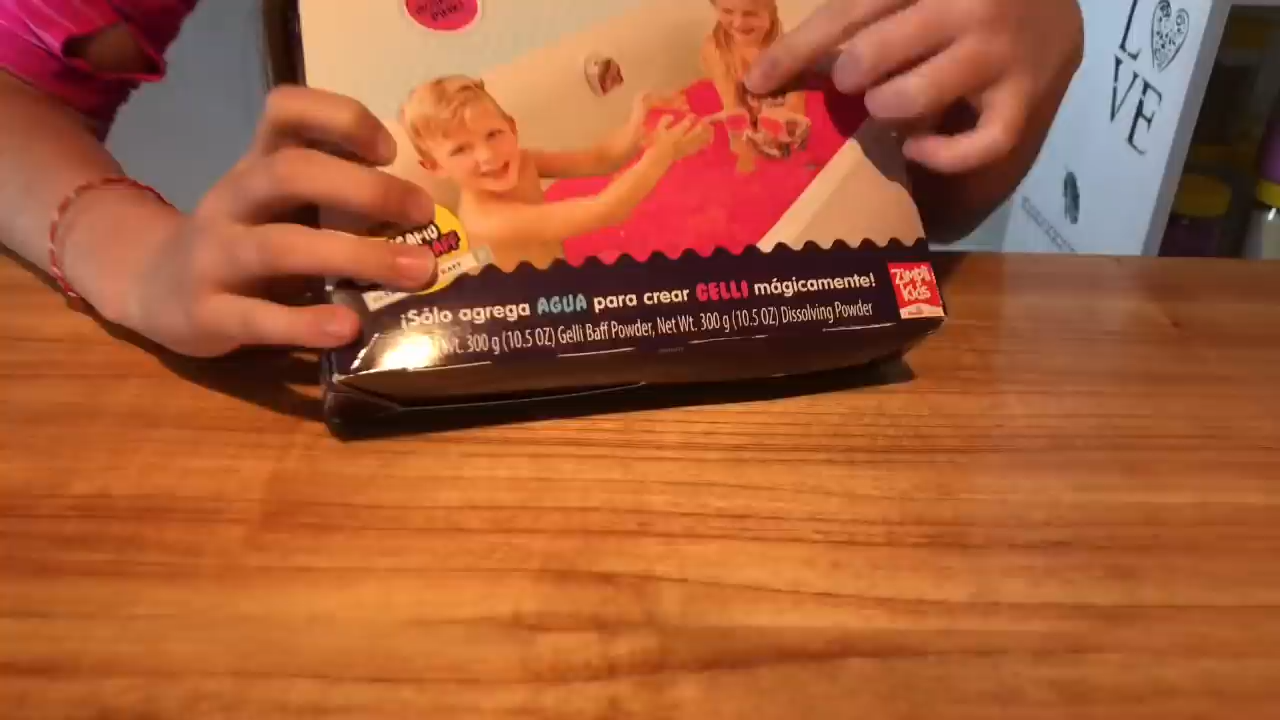 L
VE
¡Sólo agrega AGUA para crear GELLI mágicamente!
Wt. 300 g (10.5 OZ) Gelli Baff Powder, Net Wt. 300 g (10.5 OZ) Dissolving Powder
ZIMPLI
KIDS
BAFF